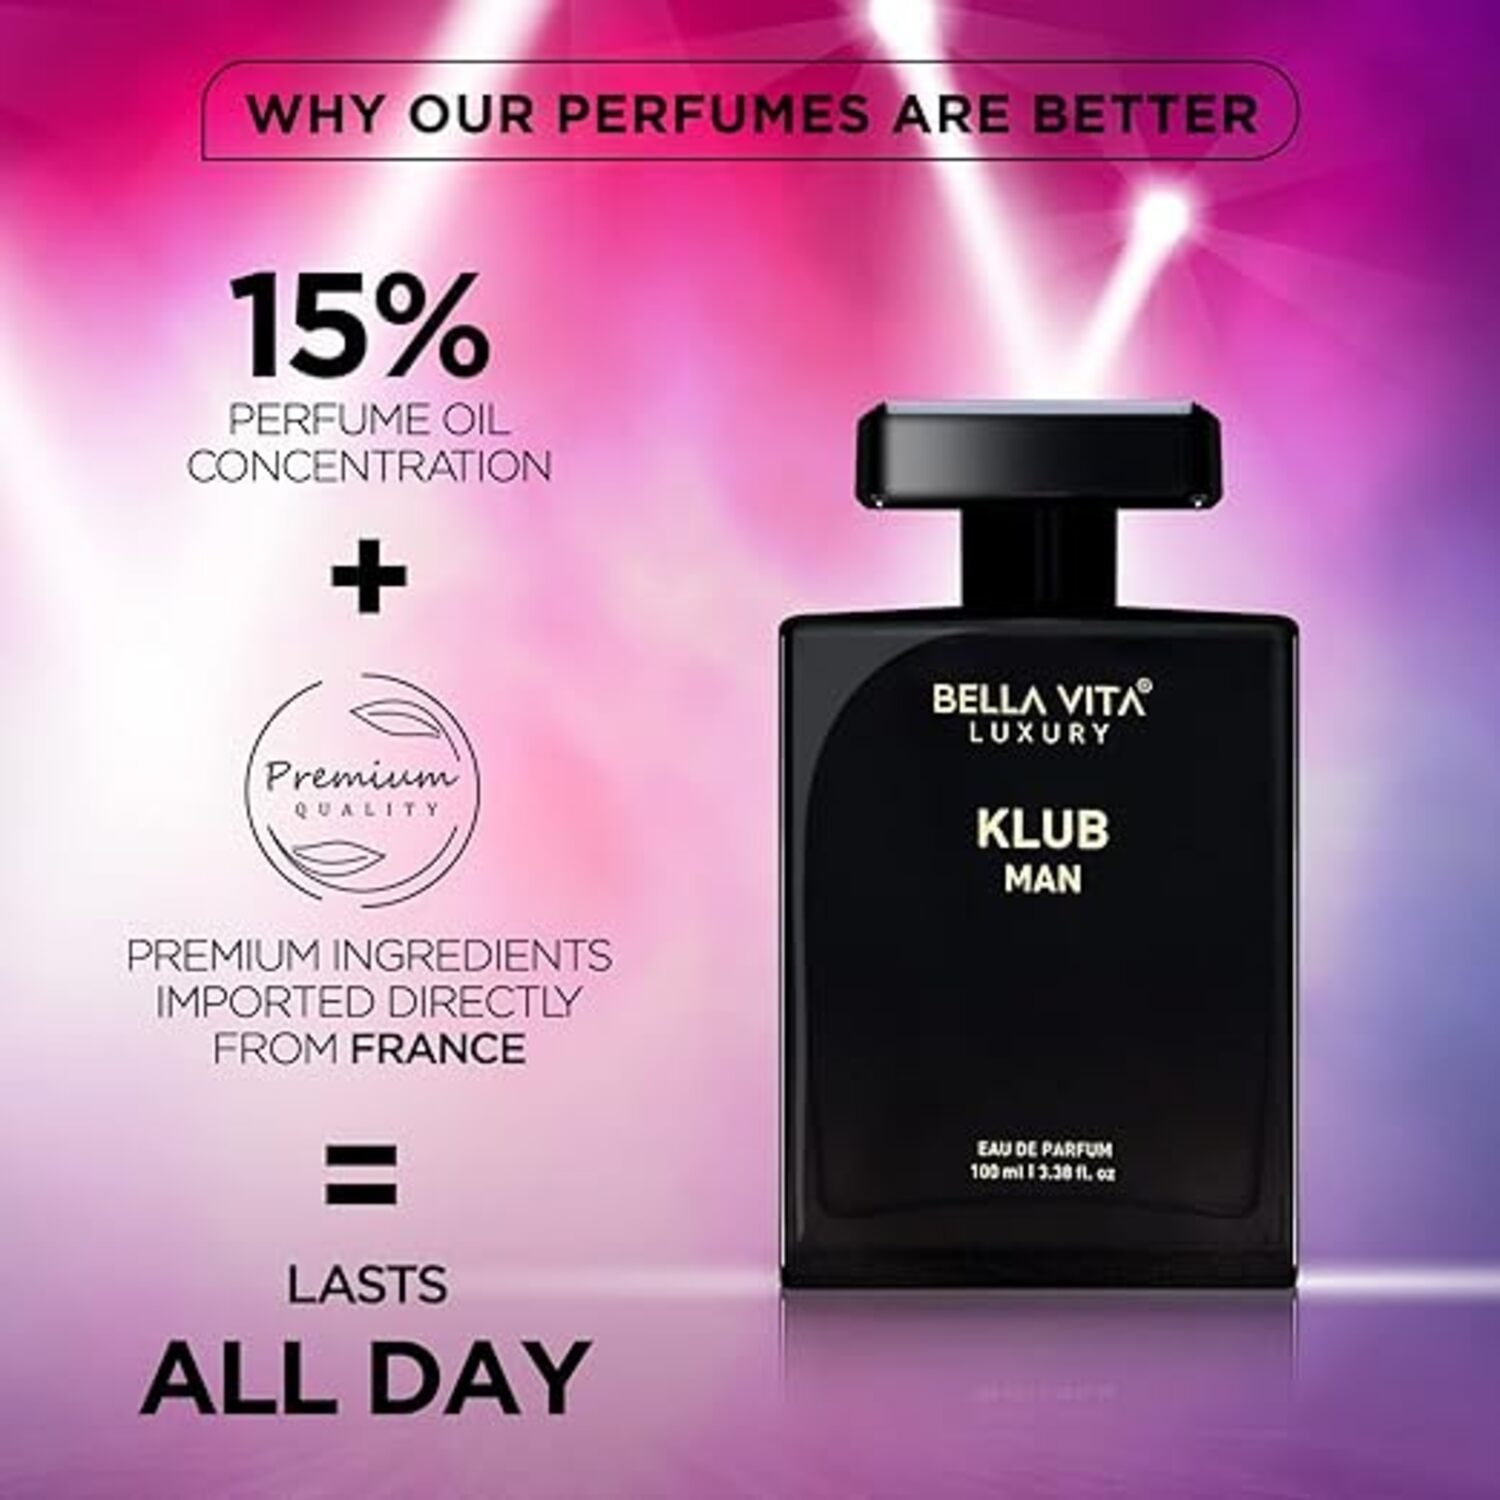 WHY OUR PERFUMES ARE BETTER
15%
PERFUME OIL
CONCENTRATION
+
Premium
QUALITY
PREMIUM INGREDIENTS
IMPORTED DIRECTLY
FROM FRANCE
=
LASTS
ALL DAY
BELLA VITA®
LUXURY
KLUB
MAN
EAU DE PARFUM
100 ml | 3.38 fl. oz